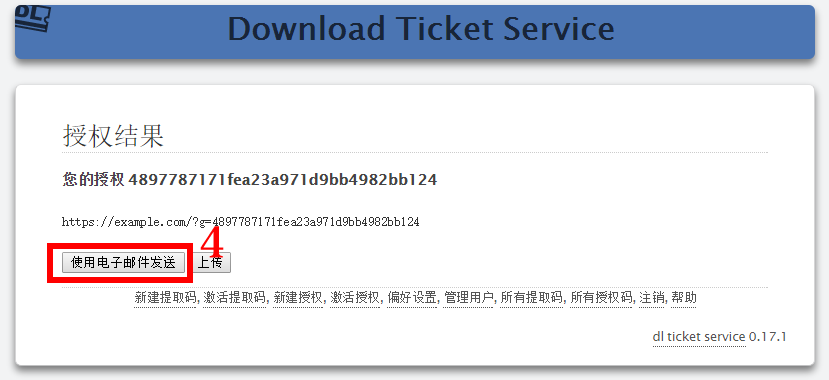 DL
Download Ticket Service
授权结果
您的授权 4897787171fea23a971d9bb4982bb124
https://example.com/?g=4897787171fea23a971d9bb4982bb124
4
使用电子邮件发送 上传
新建提取码, 激活提取码, 新建授权, 激活授权, 偏好设置, 管理用户, 所有提取码, 所有授权码, 注销, 帮助
dl ticket service 0.17.1